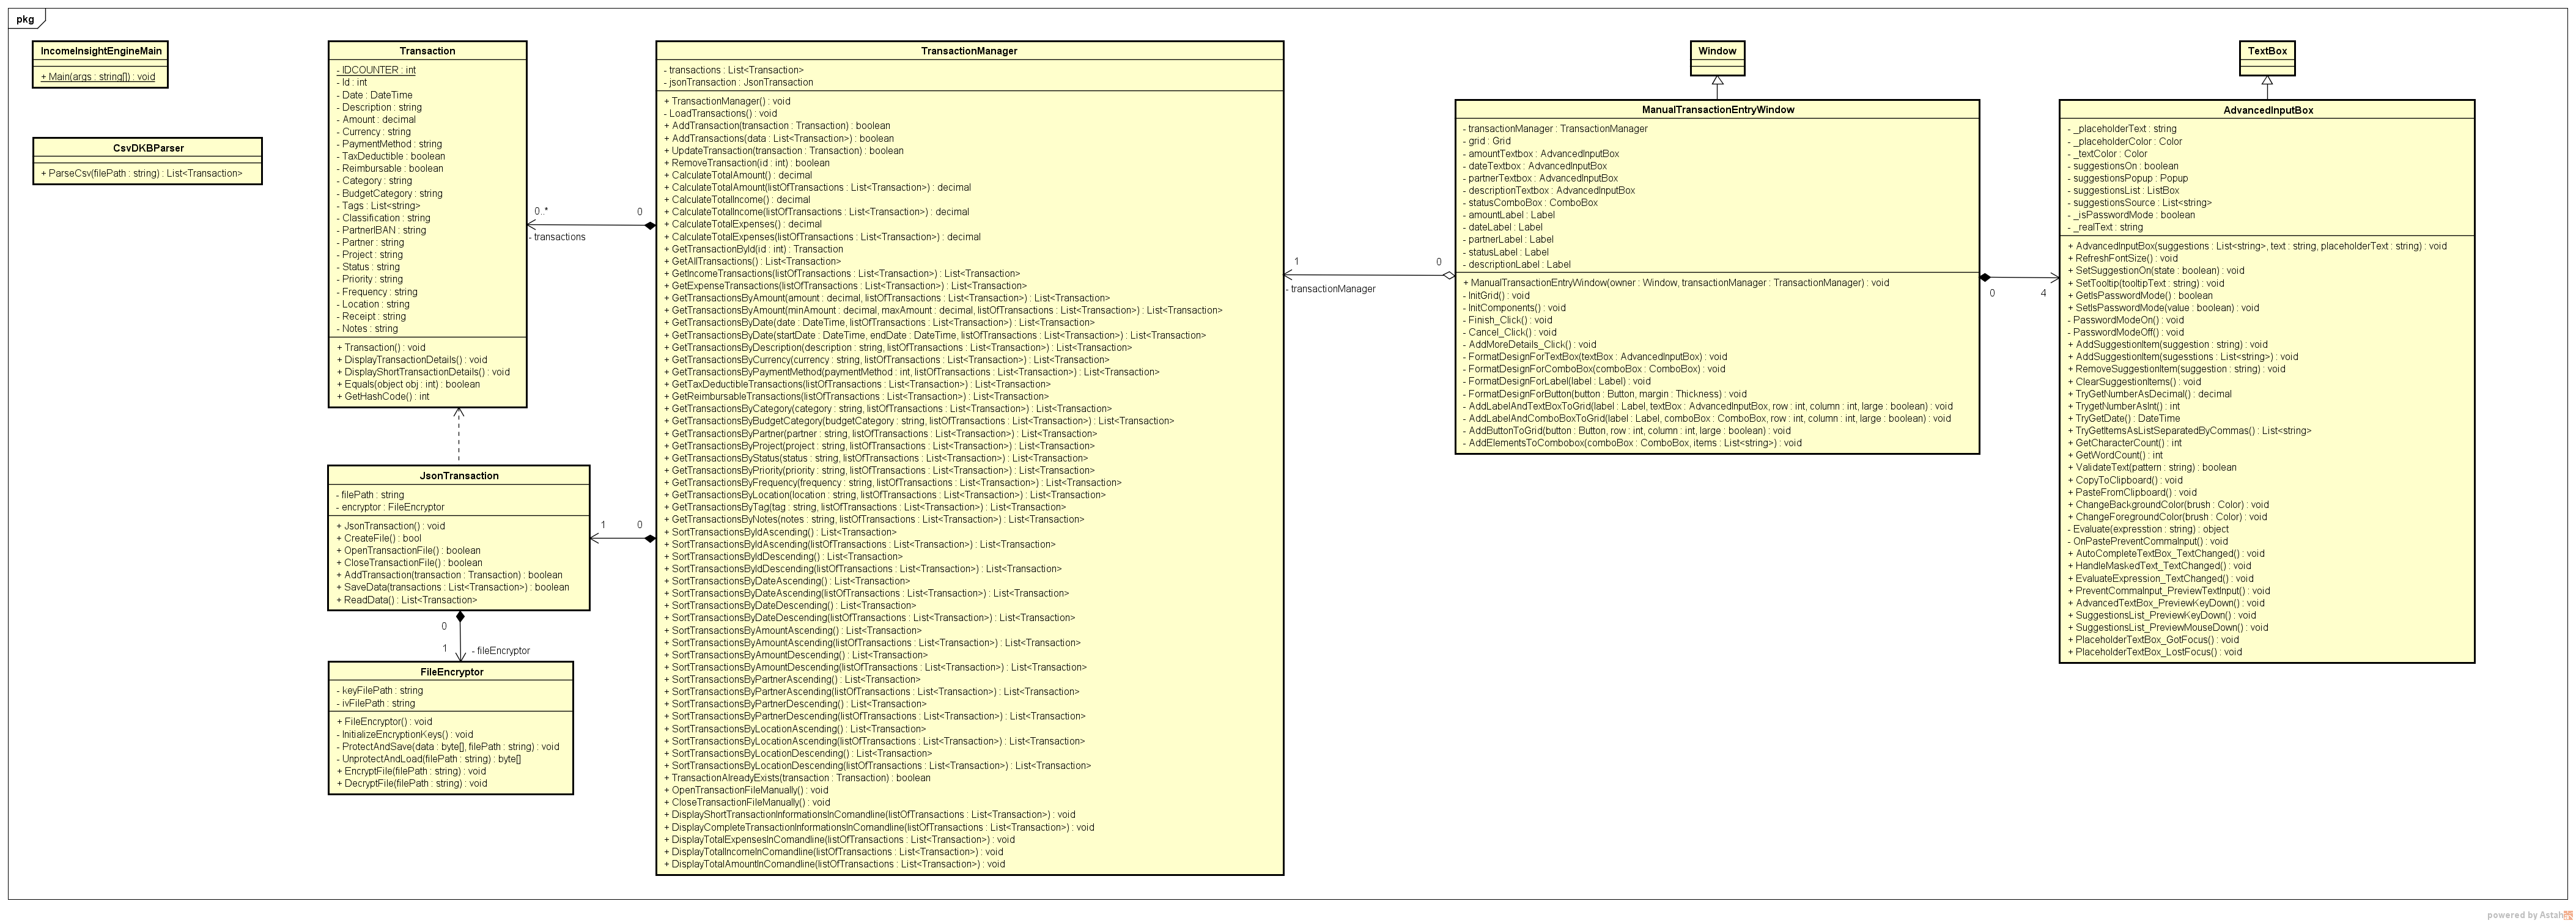 pkg
IncomeInsightEngineMain
+ Main(args : string[]) : void
CsvDKBParser
+ ParseCsv(filePath : string) : List<Transaction>
Transaction
- IDCOUNTER : int
- Id : int
- Date : DateTime
- Description : string
- Amount : decimal
- Currency : string
- PaymentMethod : string
- TaxDeductible : boolean
- Reimbursable : boolean
- Category : string
- BudgetCategory : string
- Tags : List<string>
- Classification : string
- PartnerIBAN : string
- Partner : string
- Project : string
- Status : string
- Priority : string
- Frequency : string
- Location : string
- Receipt : string
- Notes : string
+ Transaction() : void
+ DisplayTransactionDetails() : void
+ DisplayShortTransactionDetails() : void
+ Equals(object obj : int) : boolean
+ GetHashCode() : int
JsonTransaction
- filePath : string
- encryptor : FileEncryptor
+ JsonTransaction() : void
+ CreateFile() : bool
+ OpenTransactionFile() : boolean
+ CloseTransactionFile() : boolean
+ AddTransaction(transaction : Transaction) : boolean
+ SaveData(transactions : List<Transaction>) : boolean
+ ReadData() : List<Transaction>
0
1
- fileEncryptor
FileEncryptor
- keyFilePath : string
- ivFilePath : string
+ FileEncryptor() : void
- InitializeEncryptionKeys() : void
- ProtectAndSave(data : byte[], filePath : string) : void
- UnprotectAndLoad(filePath : string) : byte[]
+ EncryptFile(filePath : string) : void
+ DecryptFile(filePath : string) : void
0..*
0
- transactions
1
0
TransactionManager
- transactions : List<Transaction>
- jsonTransaction : JsonTransaction
+ TransactionManager() : void
- LoadTransactions() : void
+ AddTransaction(transaction : Transaction) : boolean
+ AddTransactions(data : List<Transaction>) : boolean
+ UpdateTransaction(transaction : Transaction) : boolean
+ RemoveTransaction(id : int) : boolean
+ CalculateTotalAmount() : decimal
+ CalculateTotalAmount(listOfTransactions : List<Transaction>) : decimal
+ CalculateTotalIncome() : decimal
+ CalculateTotalIncome(listOfTransactions : List<Transaction>) : decimal
+ CalculateTotalExpenses() : decimal
+ CalculateTotalExpenses(listOfTransactions : List<Transaction>) : decimal
+ GetTransactionById(id : int) : Transaction
+ GetAllTransactions() : List<Transaction>
+ GetIncomeTransactions(listOfTransactions : List<Transaction>) : List<Transaction>
+ GetExpenseTransactions(listOfTransactions : List<Transaction>) : List<Transaction>
+ GetTransactionsByAmount(amount : decimal, listOfTransactions : List<Transaction>) : List<Transaction>
+ GetTransactionsByAmount(minAmount : decimal, maxAmount : decimal, listOfTransactions : List<Transaction>) : List<Transaction>
+ GetTransactionsByDate(date : DateTime, listOfTransactions : List<Transaction>) : List<Transaction>
+ GetTransactionsByDate(startDate : DateTime, endDate : DateTime, listOfTransactions : List<Transaction>) : List<Transaction>
+ GetTransactionsByDescription(description : string, listOfTransactions : List<Transaction>) : List<Transaction>
+ GetTransactionsByCurrency(currency : string, listOfTransactions : List<Transaction>) : List<Transaction>
+ GetTransactionsByPaymentMethod(paymentMethod : int, listOfTransactions : List<Transaction>) : List<Transaction>
+ GetTaxDeductibleTransactions(listOfTransactions : List<Transaction>) : List<Transaction>
+ GetReimbursableTransactions(listOfTransactions : List<Transaction>) : List<Transaction>
+ GetTransactionsByCategory(category : string, listOfTransactions : List<Transaction>) : List<Transaction>
+ GetTransactionsByBudgetCategory(budgetCategory : string, listOfTransactions : List<Transaction>) : List<Transaction>
+ GetTransactionsByPartner(partner : string, listOfTransactions : List<Transaction>) : List<Transaction>
+ GetTransactionsByProject(project : string, listOfTransactions : List<Transaction>) : List<Transaction>
+ GetTransactionsByStatus(status : string, listOfTransactions : List<Transaction>) : List<Transaction>
+ GetTransactionsByPriority(priority : string, listOfTransactions : List<Transaction>) : List<Transaction>
+ GetTransactionsByFrequency(frequency : string, listOfTransactions : List<Transaction>) : List<Transaction>
+ GetTransactionsByLocation(location : string, listOfTransactions : List<Transaction>) : List<Transaction>
+ GetTransactionsByTag(tag : string, listOfTransactions : List<Transaction>) : List<Transaction>
+ GetTransactionsByNotes(notes : string, listOfTransactions : List<Transaction>) : List<Transaction>
+ SortTransactionsByIdAscending() : List<Transaction>
+ SortTransactionsByIdAscending(listOfTransactions : List<Transaction>) : List<Transaction>
+ SortTransactionsByIdDescending() : List<Transaction>
+ SortTransactionsByIdDescending(listOfTransactions : List<Transaction>) : List<Transaction>
+ SortTransactionsByDateAscending() : List<Transaction>
+ SortTransactionsByDateAscending(listOfTransactions : List<Transaction>) : List<Transaction>
+ SortTransactionsByDateDescending() : List<Transaction>
+ SortTransactionsByDateDescending(listOfTransactions : List<Transaction>) : List<Transaction>
+ SortTransactionsByAmountAscending() : List<Transaction>
+ SortTransactionsByAmountAscending(listOfTransactions : List<Transaction>) : List<Transaction>
+ SortTransactionsByAmountDescending() : List<Transaction>
+ SortTransactionsByAmountDescending(listOfTransactions : List<Transaction>) : List<Transaction>
+ SortTransactionsByPartnerAscending() : List<Transaction>
+ SortTransactionsByPartnerAscending(listOfTransactions : List<Transaction>) : List<Transaction>
+ SortTransactionsByPartnerDescending() : List<Transaction>
+ SortTransactionsByPartnerDescending(listOfTransactions : List<Transaction>) : List<Transaction>
+ SortTransactionsByLocationAscending() : List<Transaction>
+ SortTransactionsByLocationAscending(listOfTransactions : List<Transaction>) : List<Transaction>
+ SortTransactionsByLocationDescending() : List<Transaction>
+ SortTransactionsByLocationDescending(listOfTransactions : List<Transaction>) : List<Transaction>
+ TransactionAlreadyExists(transaction : Transaction) : boolean
+ OpenTransactionFileManually() : void
+ CloseTransactionFileManually() : void
+ DisplayShortTransactionInformationsInComandline(listOfTransactions : List<Transaction>) : void
+ DisplayCompleteTransactionInformationsInComandline(listOfTransactions : List<Transaction>) : void
+ DisplayTotalExpensesInComandline(listOfTransactions : List<Transaction>) : void
+ DisplayTotalIncomeInComandline(listOfTransactions : List<Transaction>) : void
+ DisplayTotalAmountInComandline(listOfTransactions : List<Transaction>) : void
1
0
- transactionManager
Window
ManualTransactionEntryWindow
- transactionManager : TransactionManager
- grid : Grid
- amountTextbox : AdvancedInputBox
- dateTextbox : AdvancedInputBox
- partnerTextbox : AdvancedInputBox
- descriptionTextbox : AdvancedInputBox
- statusComboBox : ComboBox
- amountLabel : Label
- dateLabel : Label
- partnerLabel : Label
- statusLabel : Label
- descriptionLabel : Label
+ ManualTransactionEntryWindow(owner : Window, transactionManager : TransactionManager) : void
- InitGrid() : void
- InitComponents() : void
- Finish_Click() : void
- Cancel_Click() : void
- AddMoreDetails_Click() : void
- FormatDesignForTextBox(textBox : AdvancedInputBox) : void
- FormatDesignForComboBox(comboBox : ComboBox) : void
- FormatDesignForLabel(label : Label) : void
- FormatDesignForButton(button : Button, margin : Thickness) : void
- AddLabelAndTextBoxToGrid(label : Label, textBox : AdvancedInputBox, row : int, column : int, large : boolean) : void
- AddLabelAndComboBoxToGrid(label : Label, comboBox : ComboBox, row : int, column : int, large : boolean) : void
- AddButtonToGrid(button : Button, row : int, column : int, large : boolean) : void
- AddElementsToCombobox(comboBox : ComboBox, items : List<string>) : void
0
4
TextBox
AdvancedInputBox
- _placeholderText : string
- _placeholderColor : Color
- _textColor : Color
- suggestionsOn : boolean
- suggestionsPopup : Popup
- suggestionsList : ListBox
- suggestionsSource : List<string>
- _isPasswordMode : boolean
- _realText : string
+ AdvancedInputBox(suggestions : List<string>, text : string, placeholderText : string) : void
+ RefreshFontSize() : void
+ SetSuggestionOn(state : boolean) : void
+ SetTooltip(tooltipText : string) : void
+ GetIsPasswordMode() : boolean
+ SetIsPasswordMode(value : boolean) : void
- PasswordModeOn() : void
- PasswordModeOff() : void
+ AddSuggestionItem(suggestion : string) : void
+ AddSuggestionItem(sugesstions : List<string>) : void
+ RemoveSuggestionItem(suggestion : string) : void
+ ClearSuggestionItems() : void
+ TryGetNumberAsDecimal() : decimal
+ TrygetNumberAsInt() : int
+ TryGetDate() : DateTime
+ TryGetItemsAsListSeparatedByCommas() : List<string>
+ GetCharacterCount() : int
+ GetWordCount() : int
+ ValidateText(pattern : string) : boolean
+ CopyToClipboard() : void
+ PasteFromClipboard() : void
+ ChangeBackgroundColor(brush : Color) : void
+ ChangeForegroundColor(brush : Color) : void
- Evaluate(expresstion : string) : object
- OnPastePreventCommaInput() : void
+ AutoCompleteTextBox_TextChanged() : void
+ HandleMaskedText_TextChanged() : void
+ EvaluateExpression_TextChanged() : void
+ PreventCommaInput_PreviewTextInput() : void
+ AdvancedTextBox_PreviewKeyDown() : void
+ SuggestionsList_PreviewKeyDown() : void
+ SuggestionsList_PreviewMouseDown() : void
+ PlaceholderTextBox_GotFocus() : void
+ PlaceholderTextBox_LostFocus() : void
powered by Astah